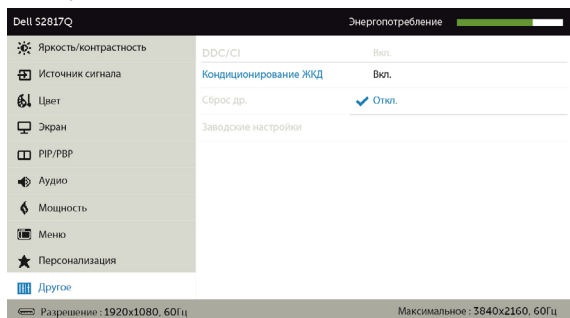 Dell S2817Q Энергопотребление
Яркость/контрастность DDC/CI Вкл.
Источник сигнала Кондиционирование ЖКД Вкл.
Цвет Сброс др. Откл.
Экран Заводские настройки
PIP/PBP
Аудио
Мощность
Меню
Персонализация
Другое
Разрешение : 1920x1080, 60Гц Максимальное : 3840x2160, 60Гц